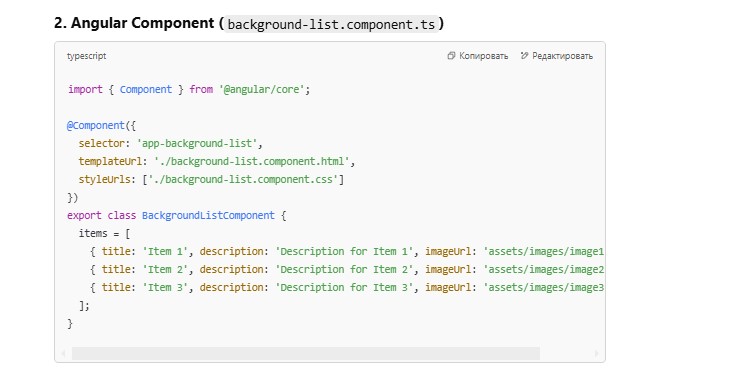 2. Angular Component (background-list.component.ts)
typescript
Копировать
Редактировать
import { Component } from '@angular/core';
@Component({
  selector: 'app-background-list',
  templateUrl: './background-list.component.html',
  styleUrls: ['./background-list.component.css']
})
export class BackgroundListComponent {
  items = [
    { title: 'Item 1', description: 'Description for Item 1', imageUrl: 'assets/images/image1
    { title: 'Item 2', description: 'Description for Item 2', imageUrl: 'assets/images/image2
    { title: 'Item 3', description: 'Description for Item 3', imageUrl: 'assets/images/image3
  ];
}